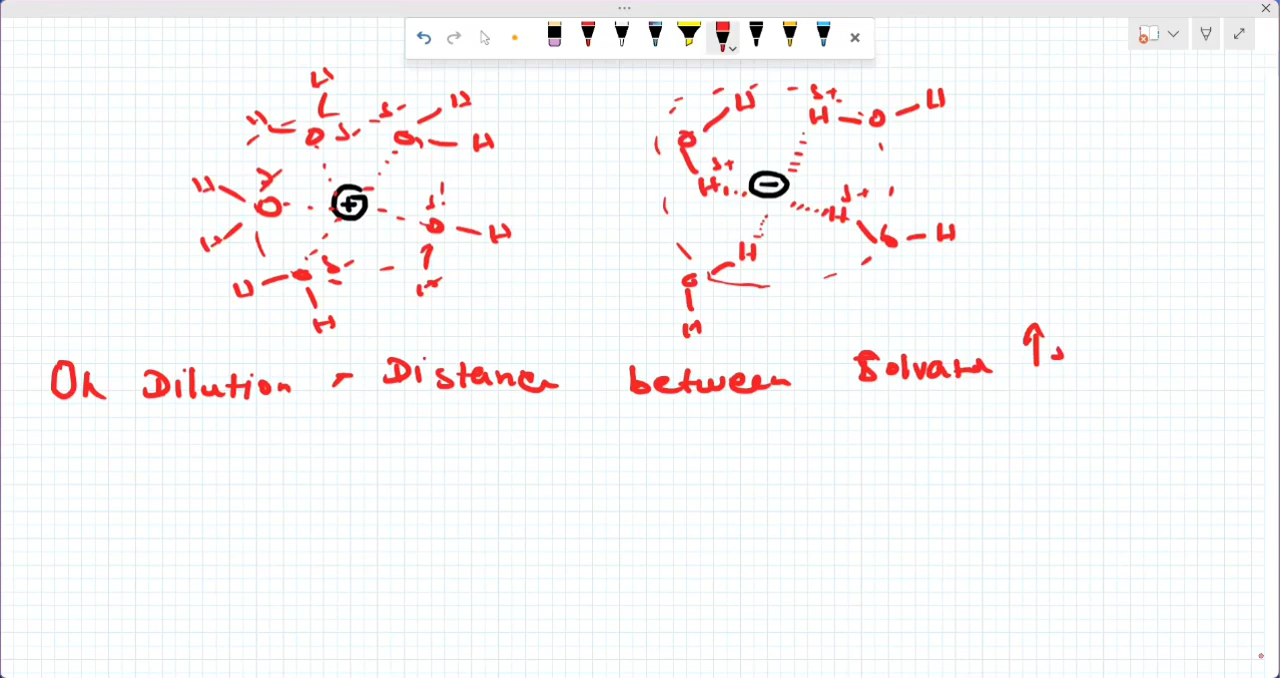 H
H O δ- δ- O H
H
H O
H
δ- O H
H
H O δ-
H
O H
δ+ H
⊕
δ+ H O H
⊖
δ+ H O H
O H
H
On Dilution - Distance between Solvated ↑s